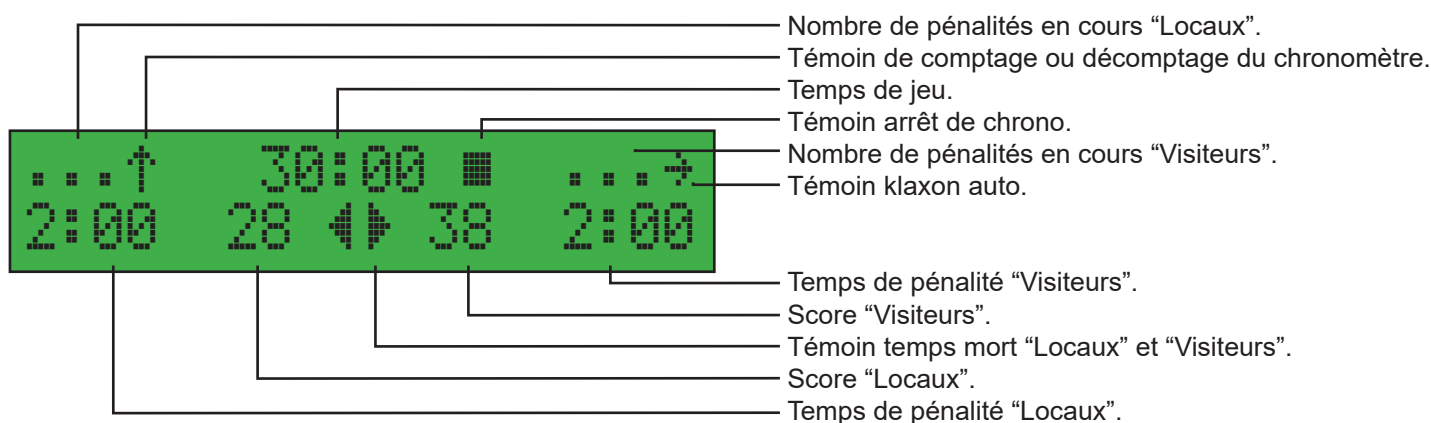 Nombre de pénalités en cours “Locaux”.
Témoin de comptage ou décomptage du chronomètre.
Temps de jeu.
Témoin arrêt de chrono.
Nombre de pénalités en cours “Visiteurs”.
Témoin klaxon auto.
...↑ 30:00 ■ ...→
2:00 28 ◀▶ 38 2:00
Temps de pénalité “Visiteurs”.
Score “Visiteurs”.
Témoin temps mort “Locaux” et “Visiteurs”.
Score “Locaux”.
Temps de pénalité “Locaux”.